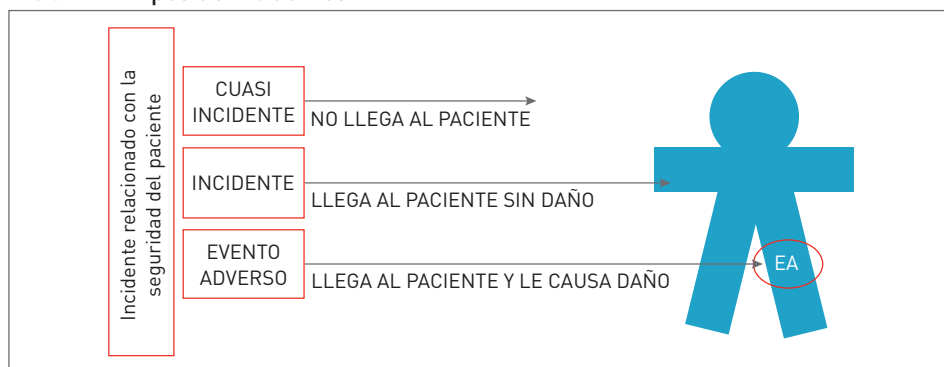 Incidente relacionado con la
seguridad del paciente
CUASI
INCIDENTE
NO LLEGA AL PACIENTE
INCIDENTE
LLEGA AL PACIENTE SIN DAÑO
EVENTO
ADVERSO
LLEGA AL PACIENTE Y LE CAUSA DAÑO
EA